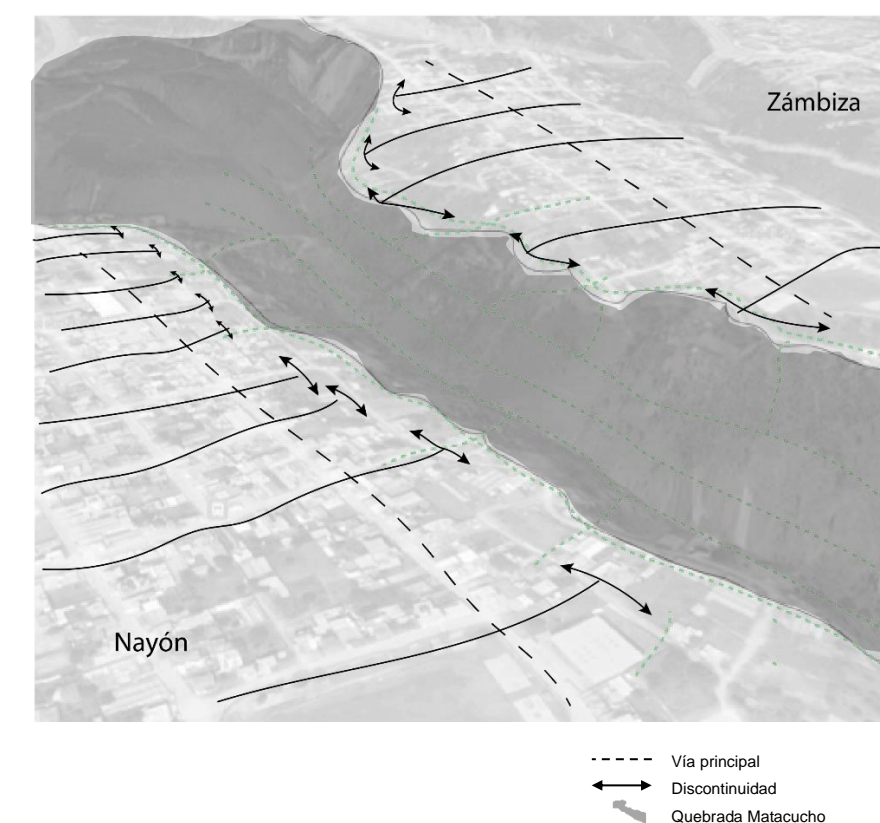 Zámbiza
Nayón
Vía principal
Discontinuidad
Quebrada Matacucho